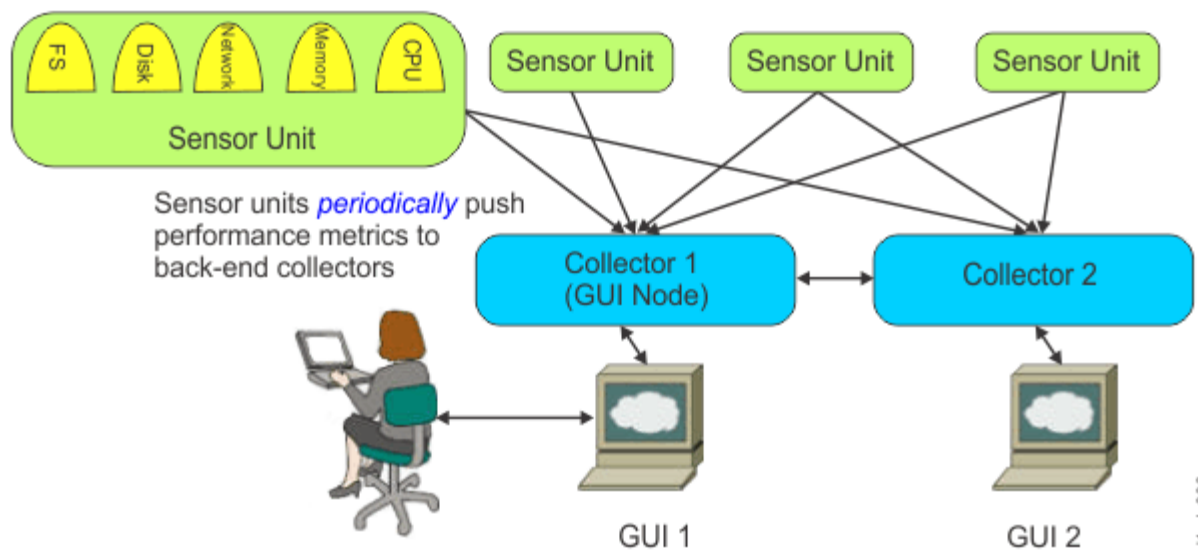 FS
Disk
Network
Memory
CPU
Sensor Unit
Sensor Unit
Sensor Unit
Sensor Unit
Sensor units periodically push
performance metrics to
back-end collectors
Collector 1
(GUI Node)
Collector 2
GUI 1
GUI 2